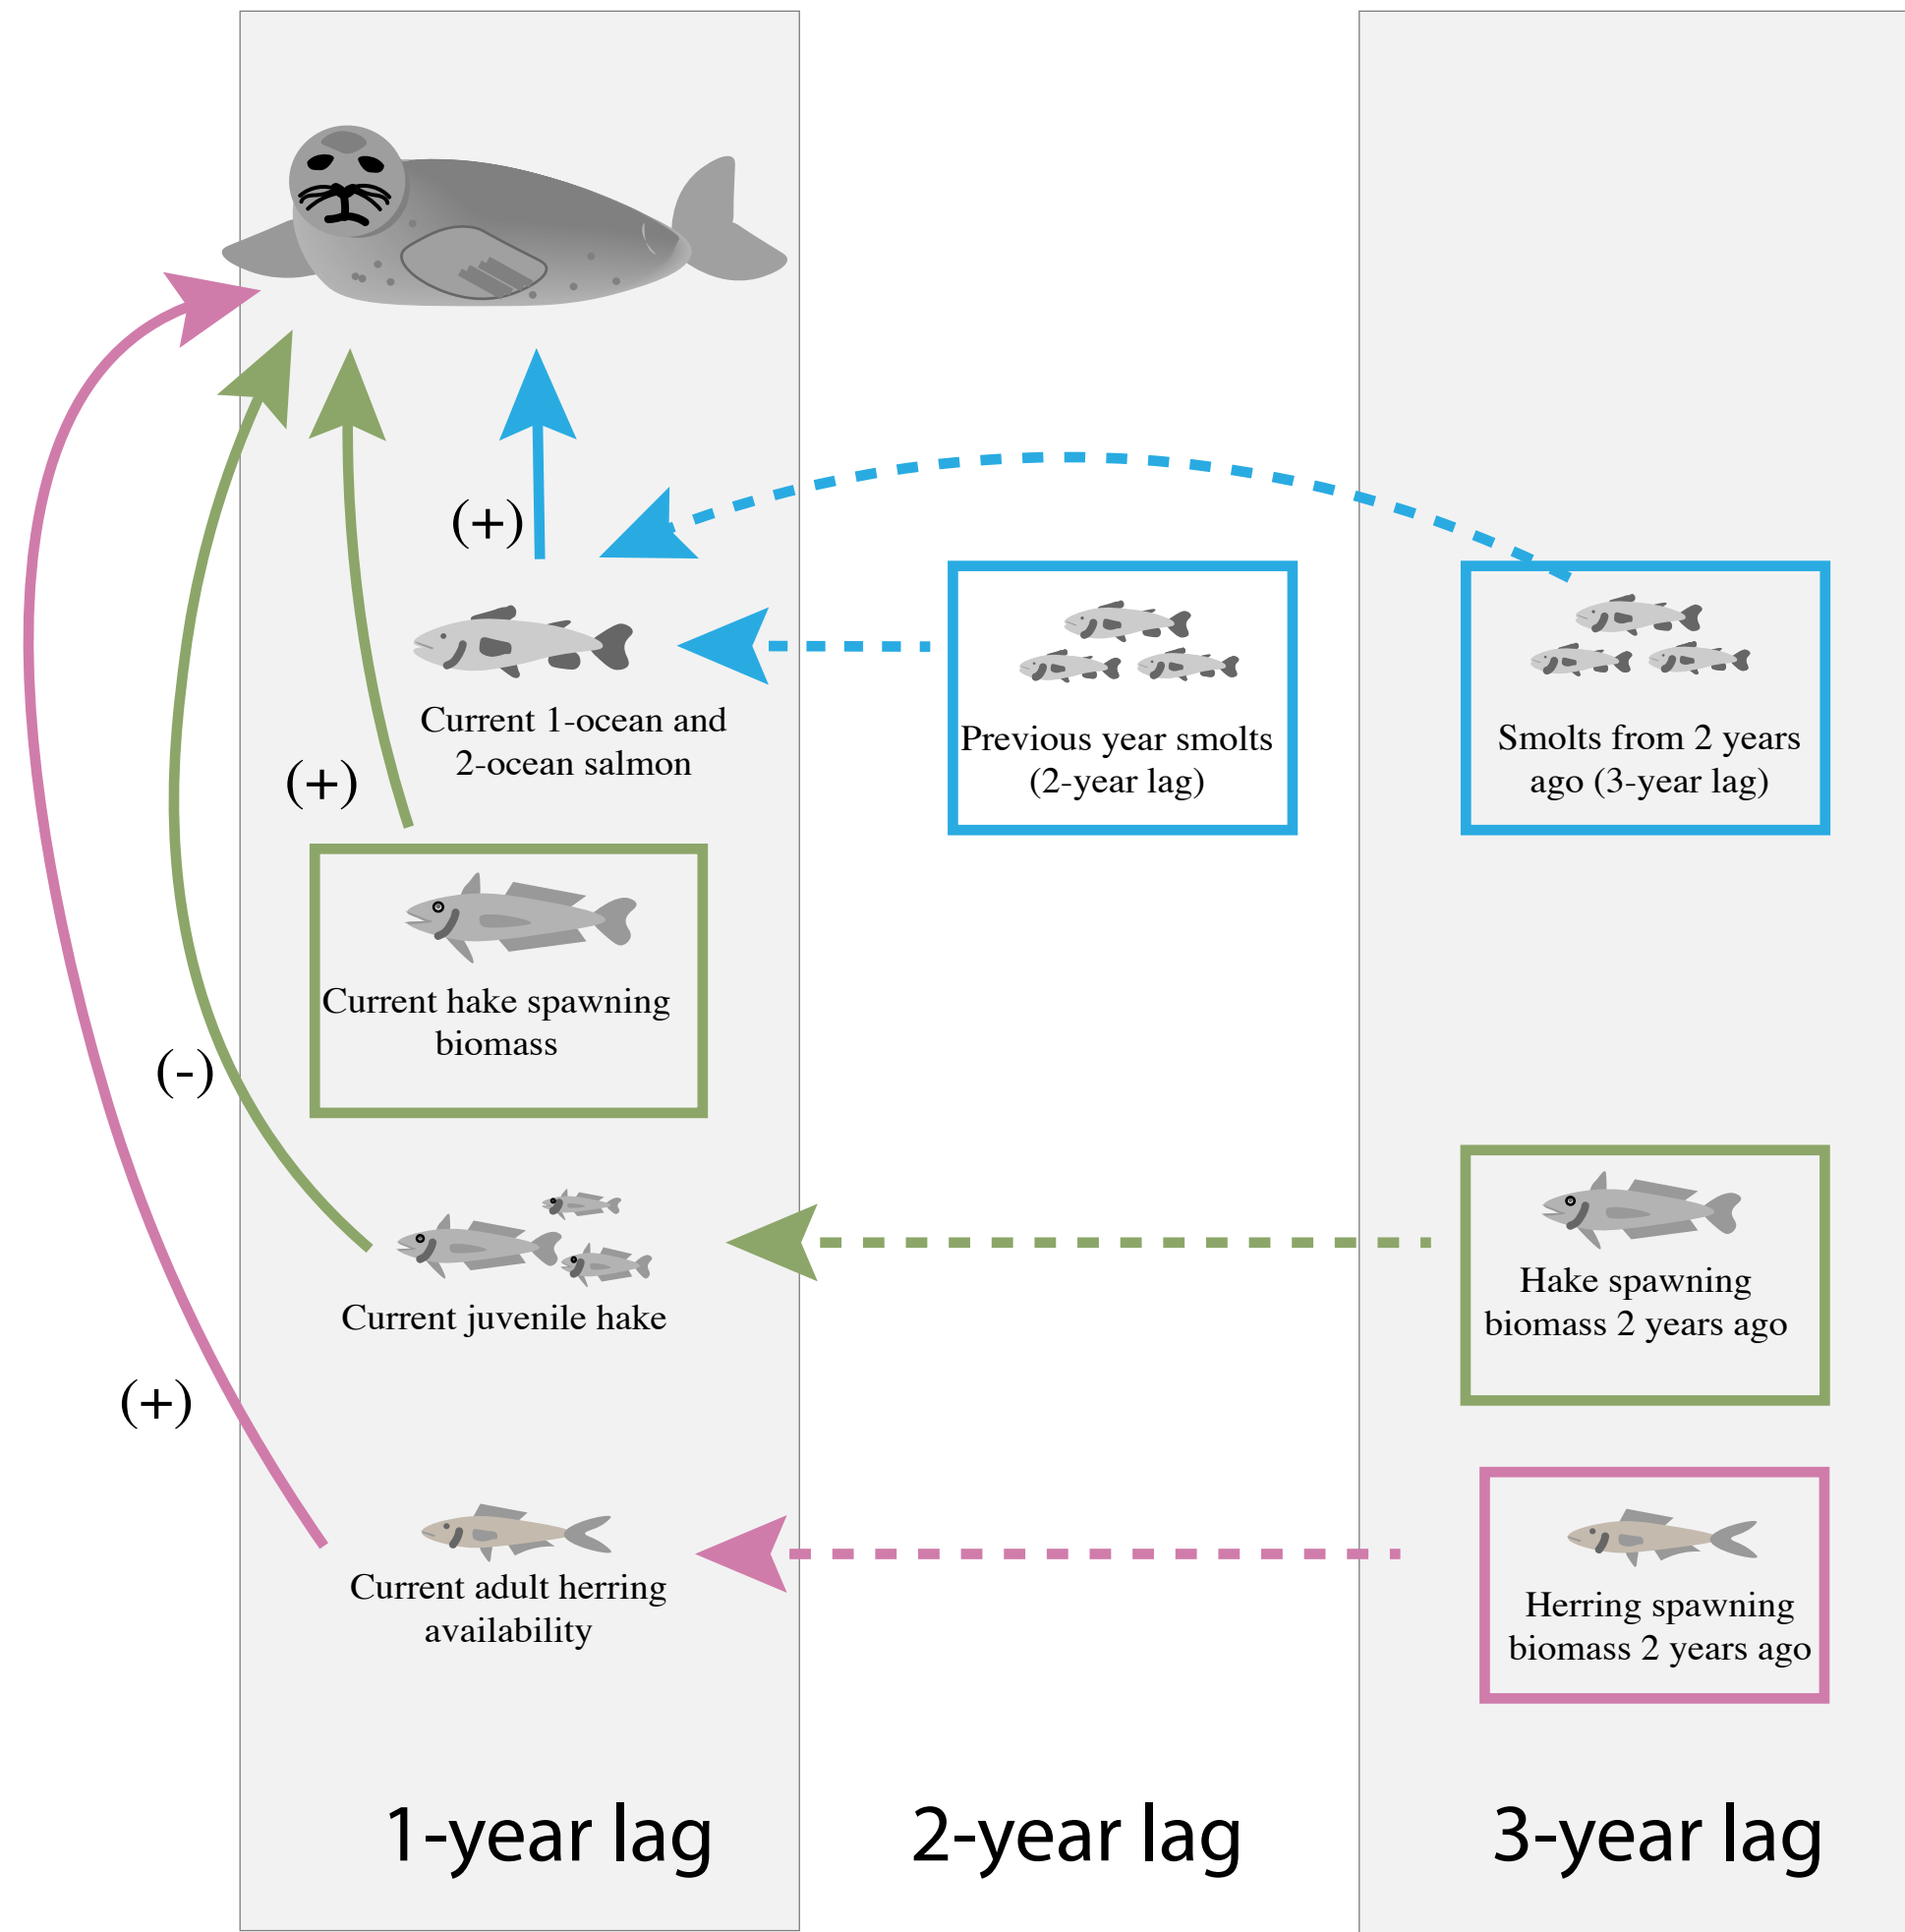 (+)
Current 1-ocean and
2-ocean salmon
Previous year smolts
(2-year lag)
Smolts from 2 years
ago (3-year lag)
(+)
Current hake spawning
biomass
(-)
Current juvenile hake
Hake spawning
biomass 2 years ago
(+)
Current adult herring
availability
Herring spawning
biomass 2 years ago
1-year lag
2-year lag
3-year lag